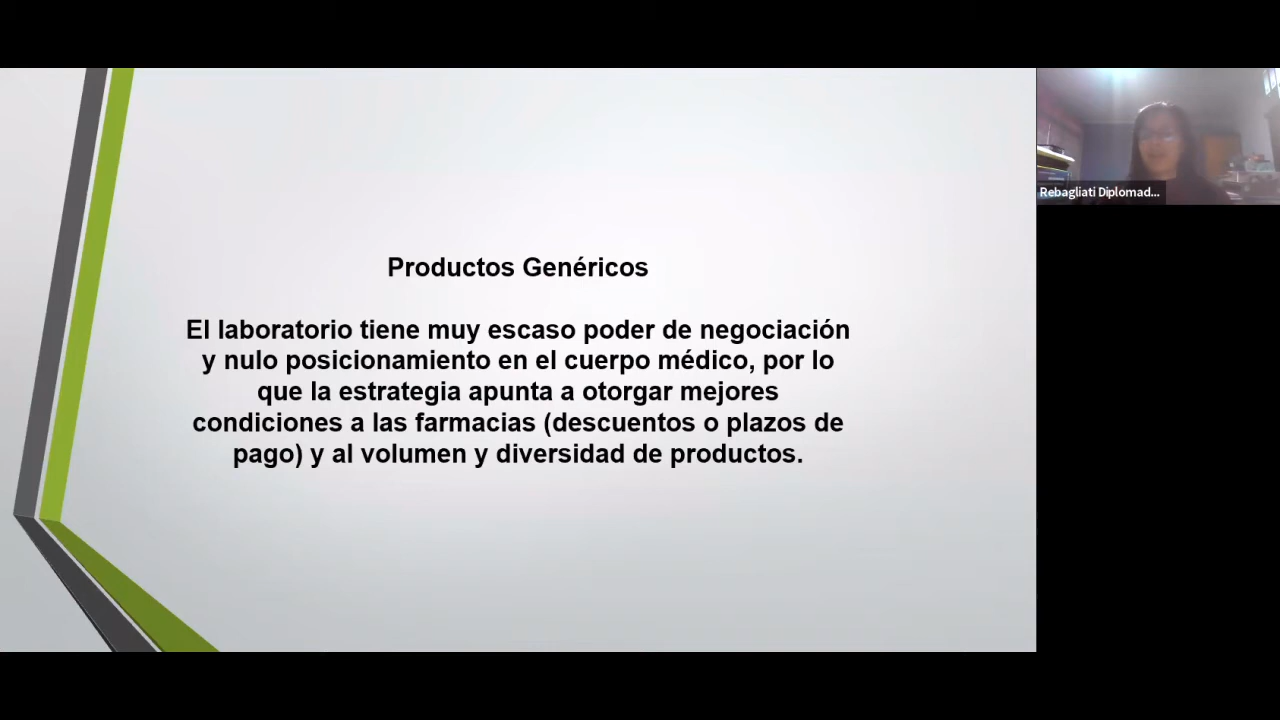 Productos Genéricos
El laboratorio tiene muy escaso poder de negociación
y nulo posicionamiento en el cuerpo médico, por lo
que la estrategia apunta a otorgar mejores
condiciones a las farmacias (descuentos o plazos de
pago) y al volumen y diversidad de productos.
Rebagliati Diplomad...